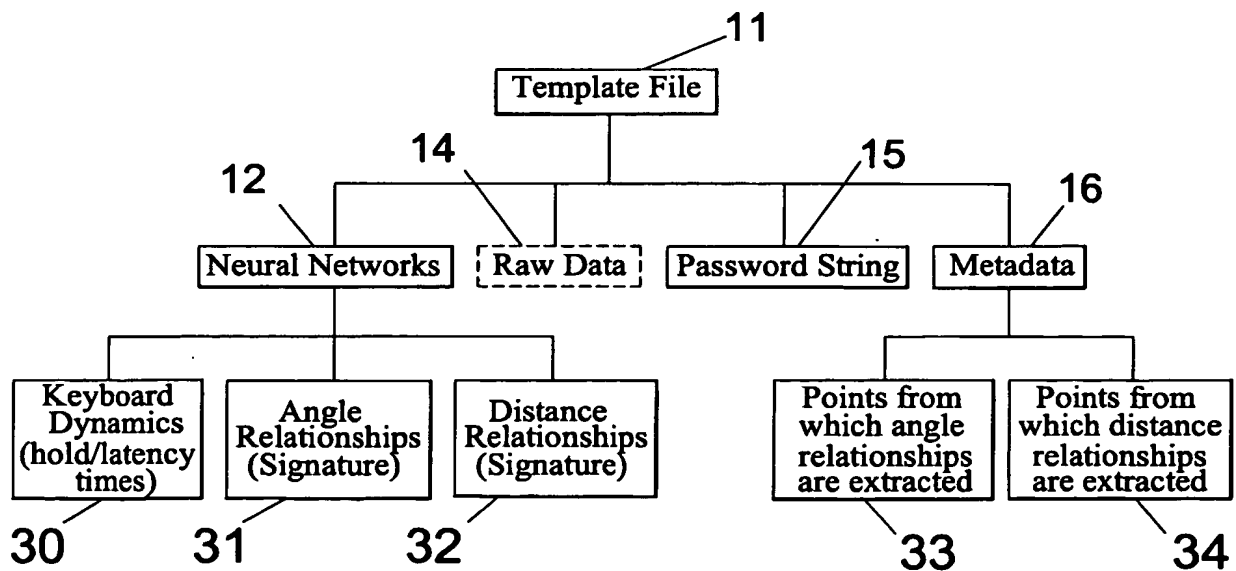 11
Template File
14
15
12
16
Neural Networks
Raw Data
Password String
Metadata
Keyboard
Dynamics
(hold/latency
times)
Angle
Relationships
(Signature)
Distance
Relationships
(Signature)
Points from
which angle
relationships
are extracted
Points from
which distance
relationships
are extracted
30
31
32
33
34